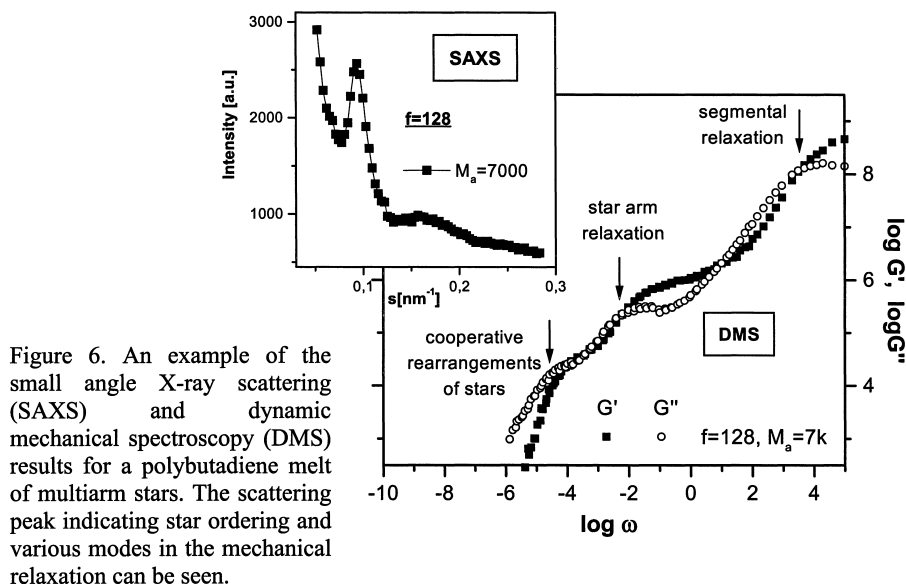 3000
2000
1000
Intensity [a.u.]
SAXS
f=128
Mₐ=7000
0,1
0,2
0,3
s[nm⁻¹]
segmental
relaxation
star arm
relaxation
cooperative
rearrangements
of stars
DMS
G' G"
f=128, Mₐ=7k
8
6
4
log G', logG"
-10 -8 -6 -4 -2 0 2 4
log ω
Figure 6. An example of the
small angle X-ray scattering
(SAXS) and dynamic
mechanical spectroscopy (DMS)
results for a polybutadiene melt
of multiarm stars. The scattering
peak indicating star ordering and
various modes in the mechanical
relaxation can be seen.